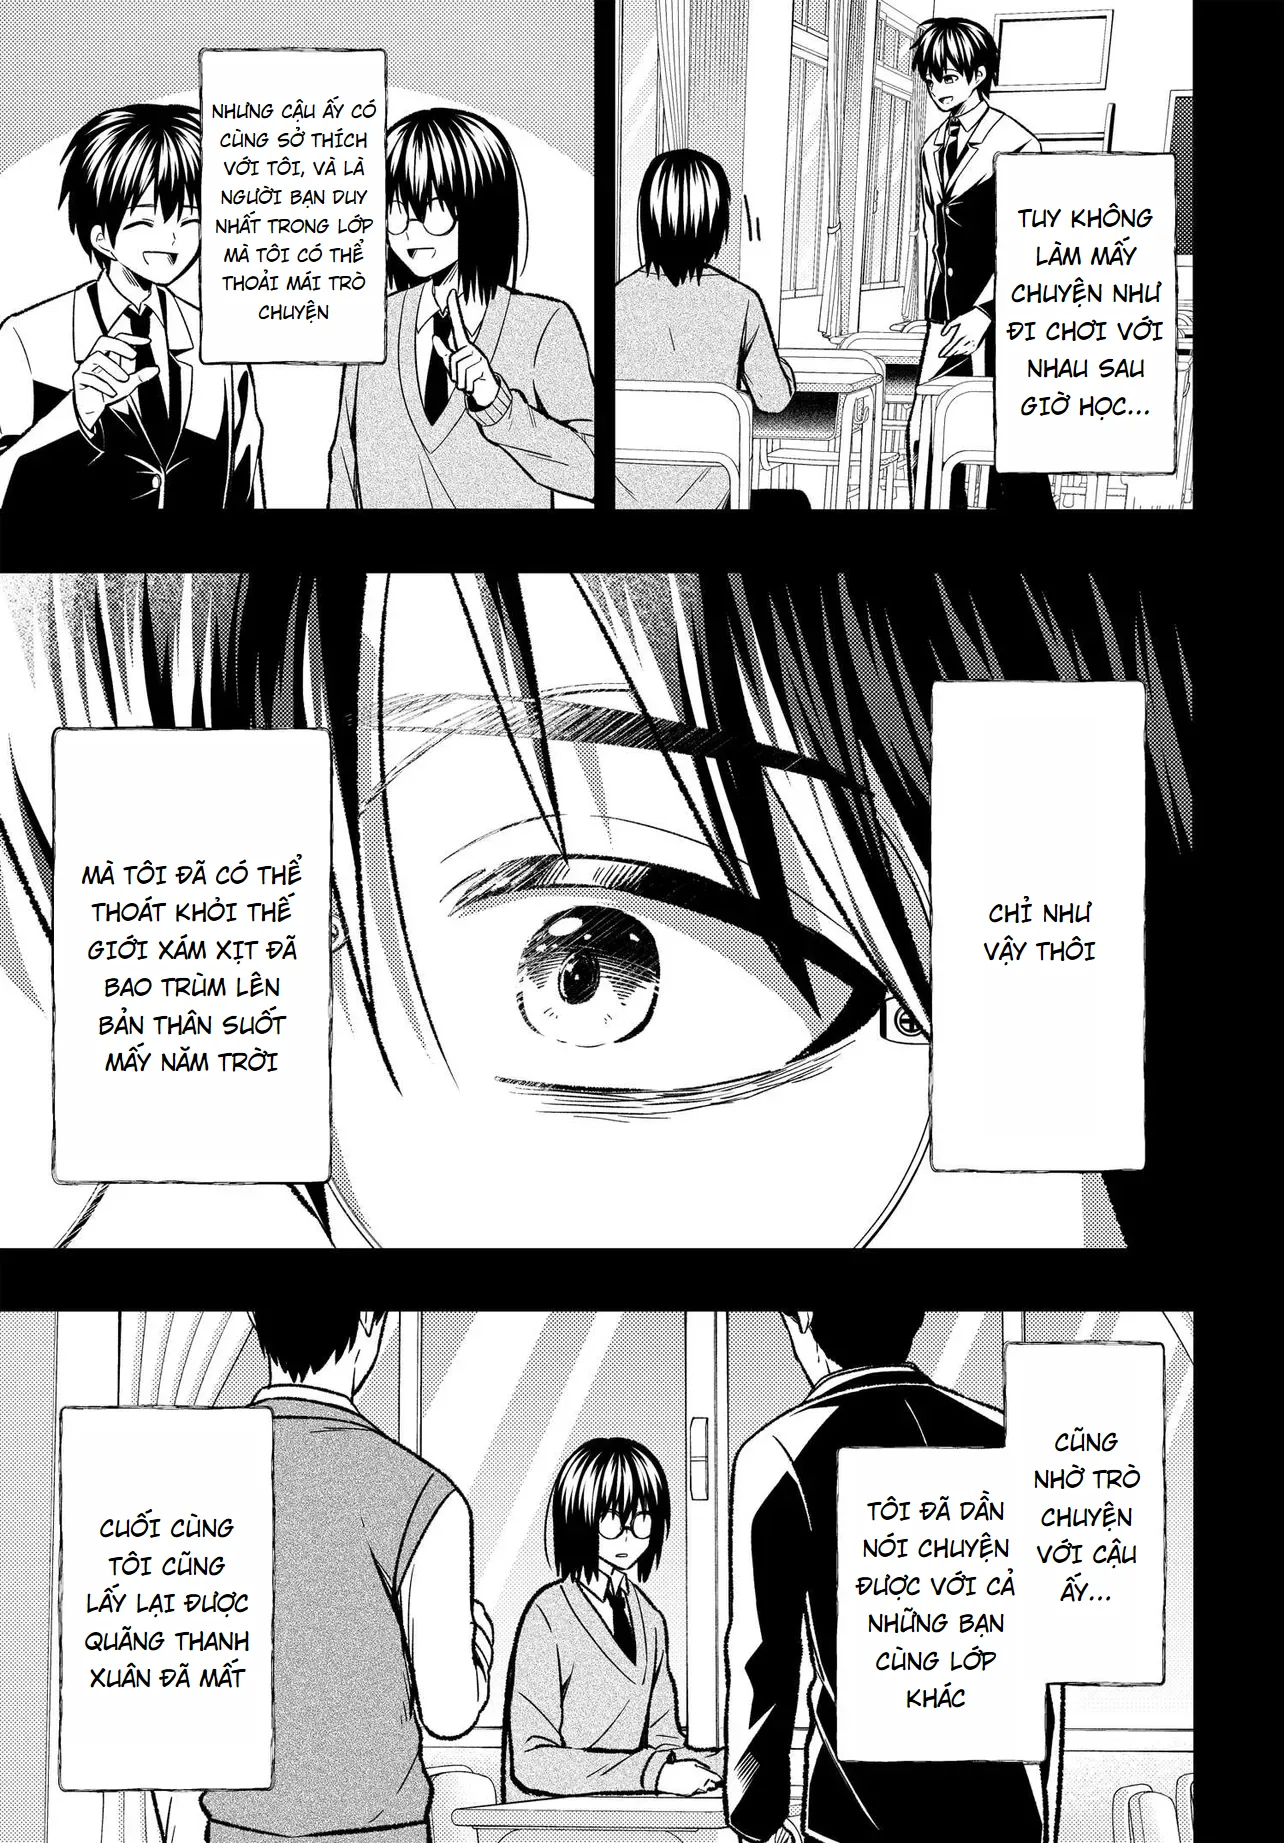 TUY KHÔNG
LÀM MẤY
CHUYỆN NHƯ
ĐI CHƠI VỚI
NHAU SAU
GIỜ HỌC...
NHƯNG CẬU ẤY CÓ
CÙNG SỞ THÍCH
VỚI TÔI, VÀ LÀ
NGƯỜI BẠN DUY
NHẤT TRONG LỚP
MÀ TÔI CÓ THỂ
THOẢI MÁI TRÒ
CHUYỆN
CHỈ NHƯ
VẬY THÔI
MÀ TÔI ĐÃ CÓ THỂ
THOÁT KHỎI THẾ
GIỚI XÁM XỊT ĐÃ
BAO TRÙM LÊN
BẢN THÂN SUỐT
MẤY NĂM TRỜI
CŨNG
NHỜ TRÒ
CHUYỆN
VỚI CẬU
ẤY...
TÔI ĐÃ DẦN
NÓI CHUYỆN
ĐƯỢC VỚI CẢ
NHỮNG BẠN
CÙNG LỚP
KHÁC
CUỐI CÙNG
TÔI CŨNG
LẤY LẠI ĐƯỢC
QUÃNG THANH
XUÂN ĐÃ MẤT